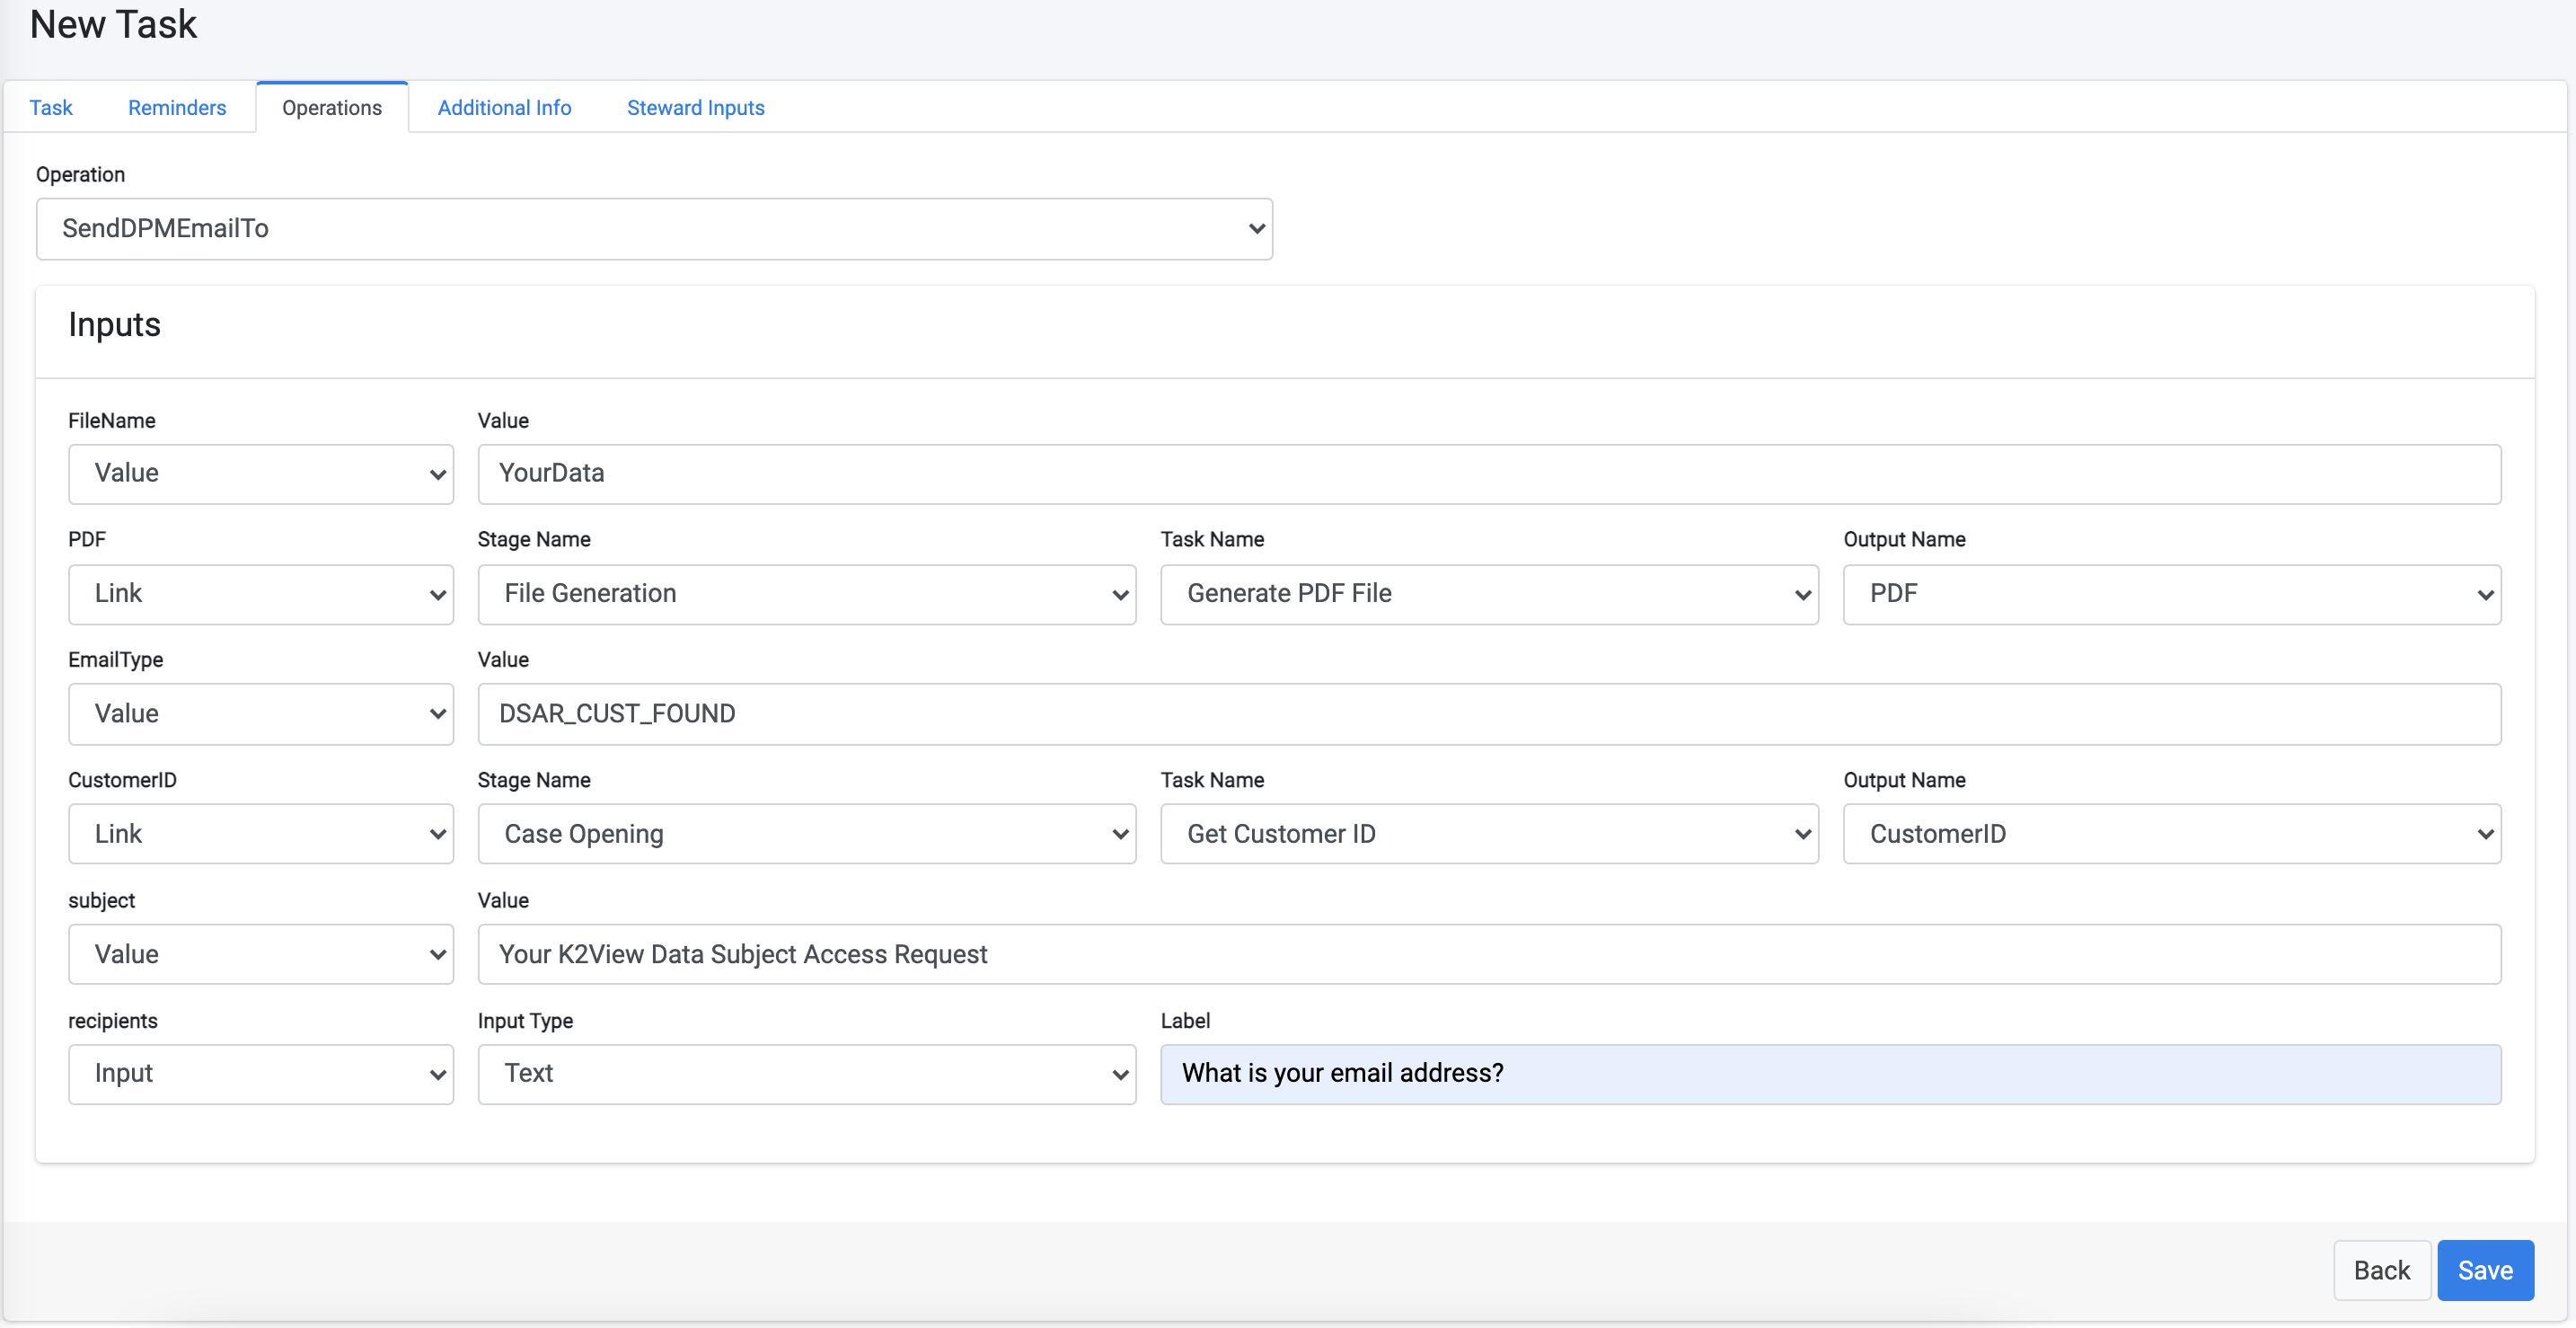 New Task
Task Reminders Operations Additional Info Steward Inputs
Operation
SendDPMEmailTo
Inputs
FileName Value
Value YourData
PDF Stage Name Task Name Output Name
Link File Generation Generate PDF File PDF
EmailType Value
Value DSAR_CUST_FOUND
CustomerID Stage Name Task Name Output Name
Link Case Opening Get Customer ID CustomerID
subject Value
Value Your K2View Data Subject Access Request
recipients Input Type Label
Input Text What is your email address?
Back Save